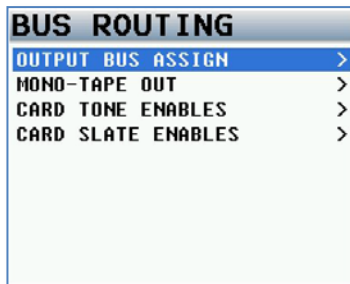 BUS ROUTING
OUTPUT BUS ASSIGN >
MONO-TAPE OUT >
CARD TONE ENABLES >
CARD SLATE ENABLES >